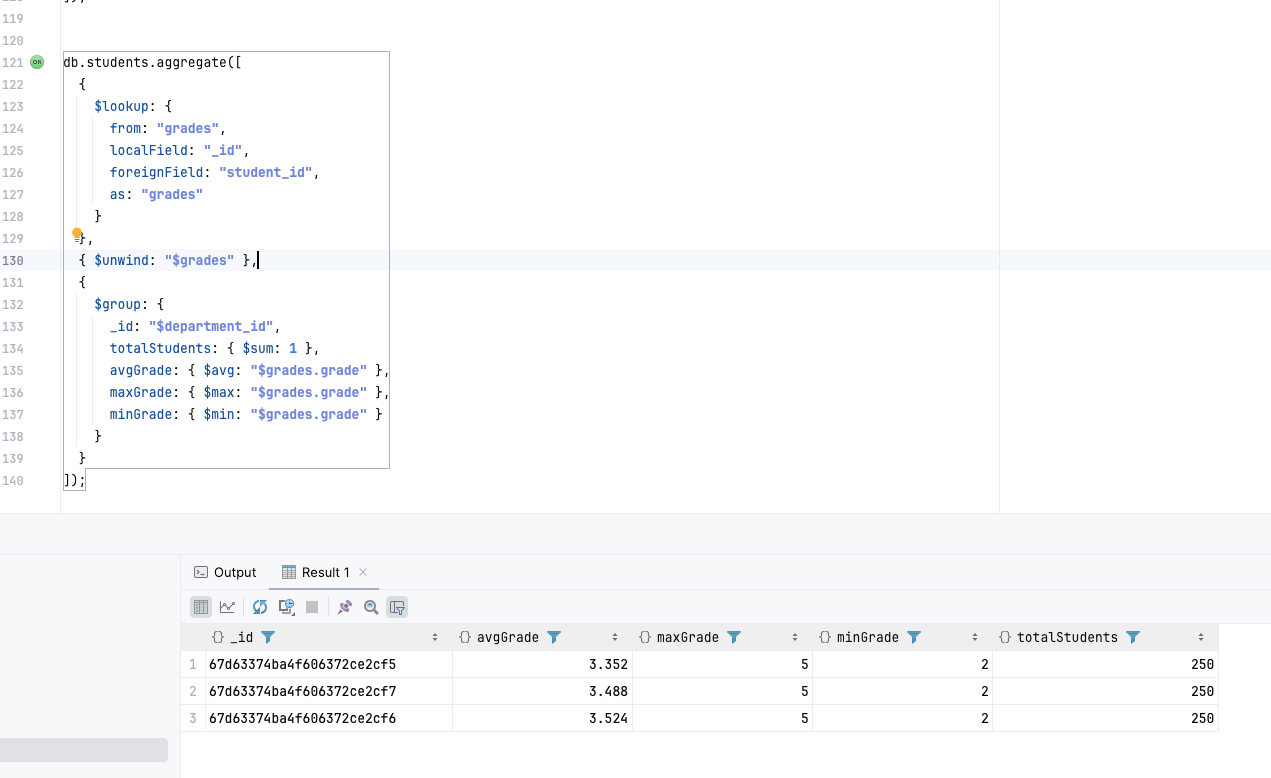 119
120
121 db.students.aggregate([
122 {
123 $lookup: {
124 from: "grades",
125 localField: "_id",
126 foreignField: "student_id",
127 as: "grades"
128 }
129 },
130 { $unwind: "$grades" },
131 {
132 $group: {
133 _id: "$department_id",
134 totalStudents: { $sum: 1 },
135 avgGrade: { $avg: "$grades.grade" },
136 maxGrade: { $max: "$grades.grade" },
137 minGrade: { $min: "$grades.grade" }
138 }
139 }
140 ]);
Output Result 1
{} _id {} avgGrade {} maxGrade {} minGrade {} totalStudents
1 67d63374ba4f606372ce2cf5 3.352 5 2 250
2 67d63374ba4f606372ce2cf7 3.488 5 2 250
3 67d63374ba4f606372ce2cf6 3.524 5 2 250